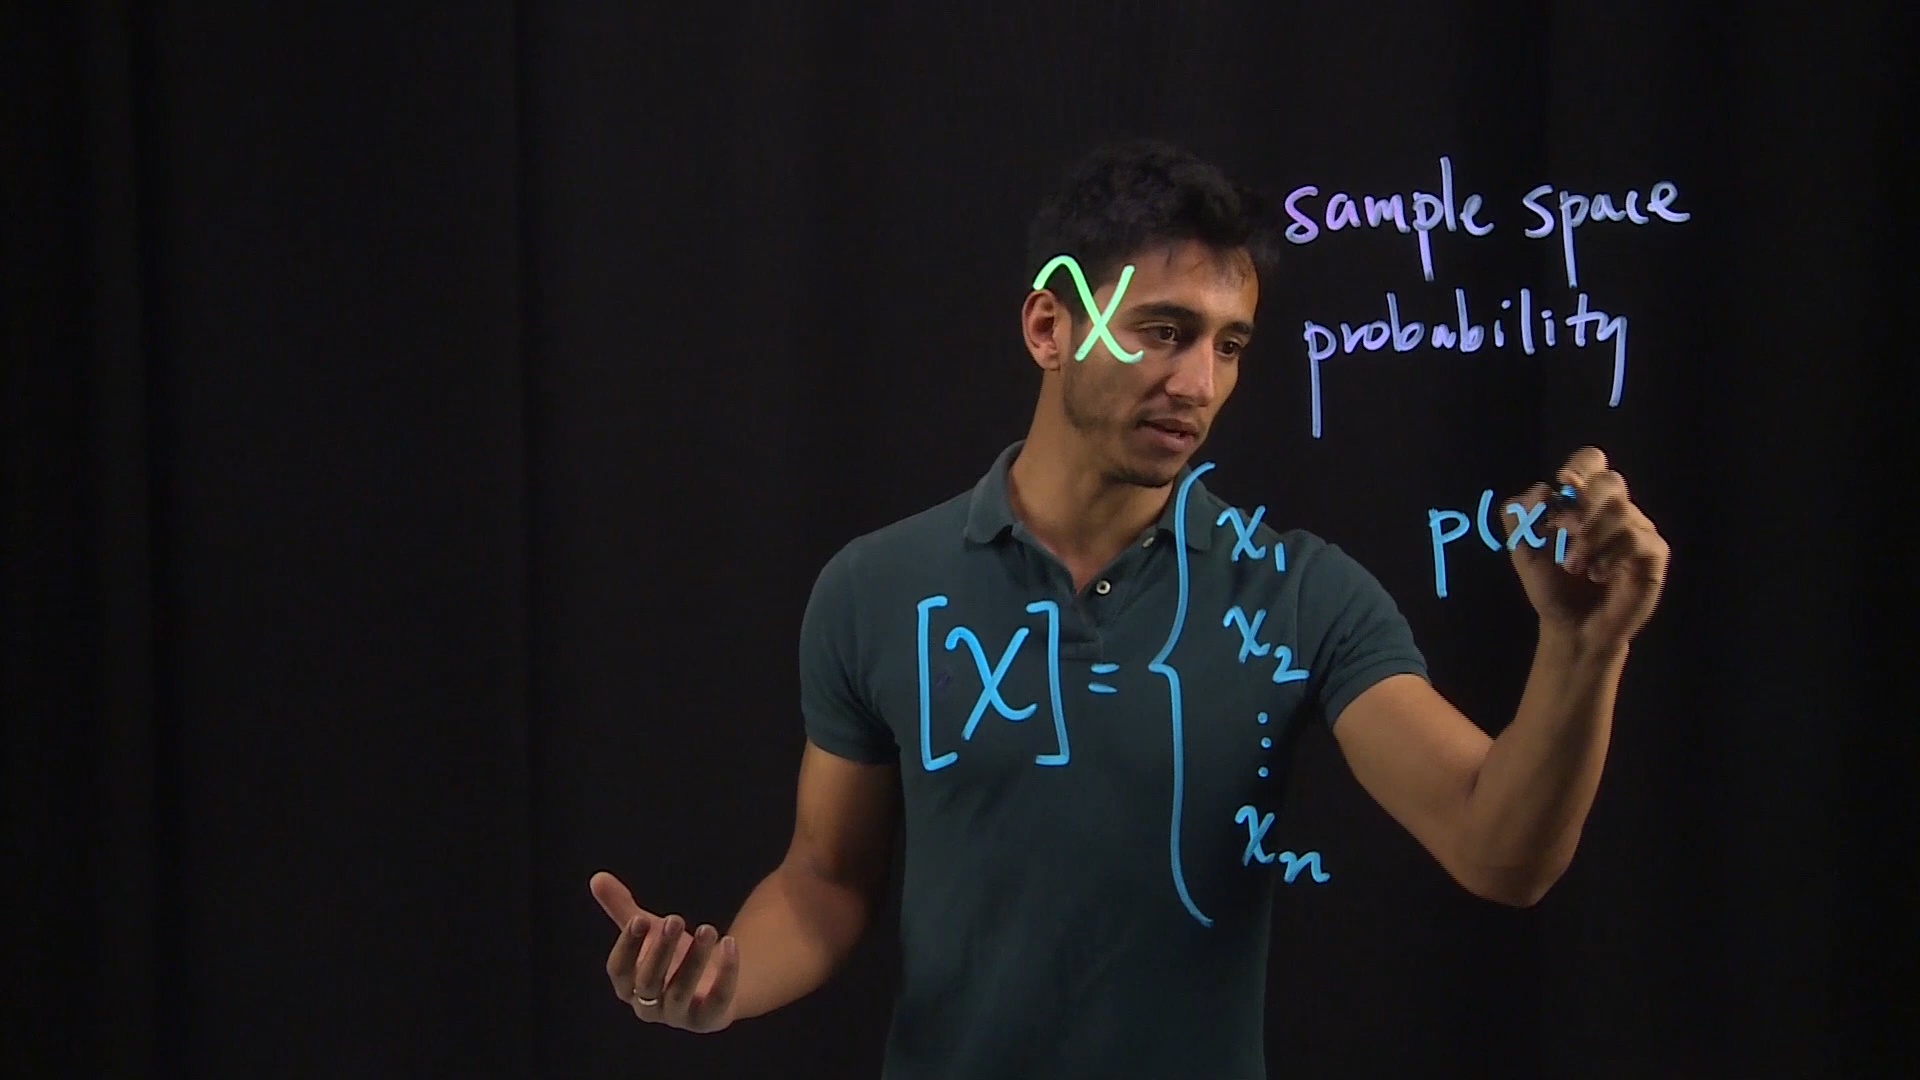 sample space
probability
x
[x] = { x1 p(x1
x2
⋮
xn